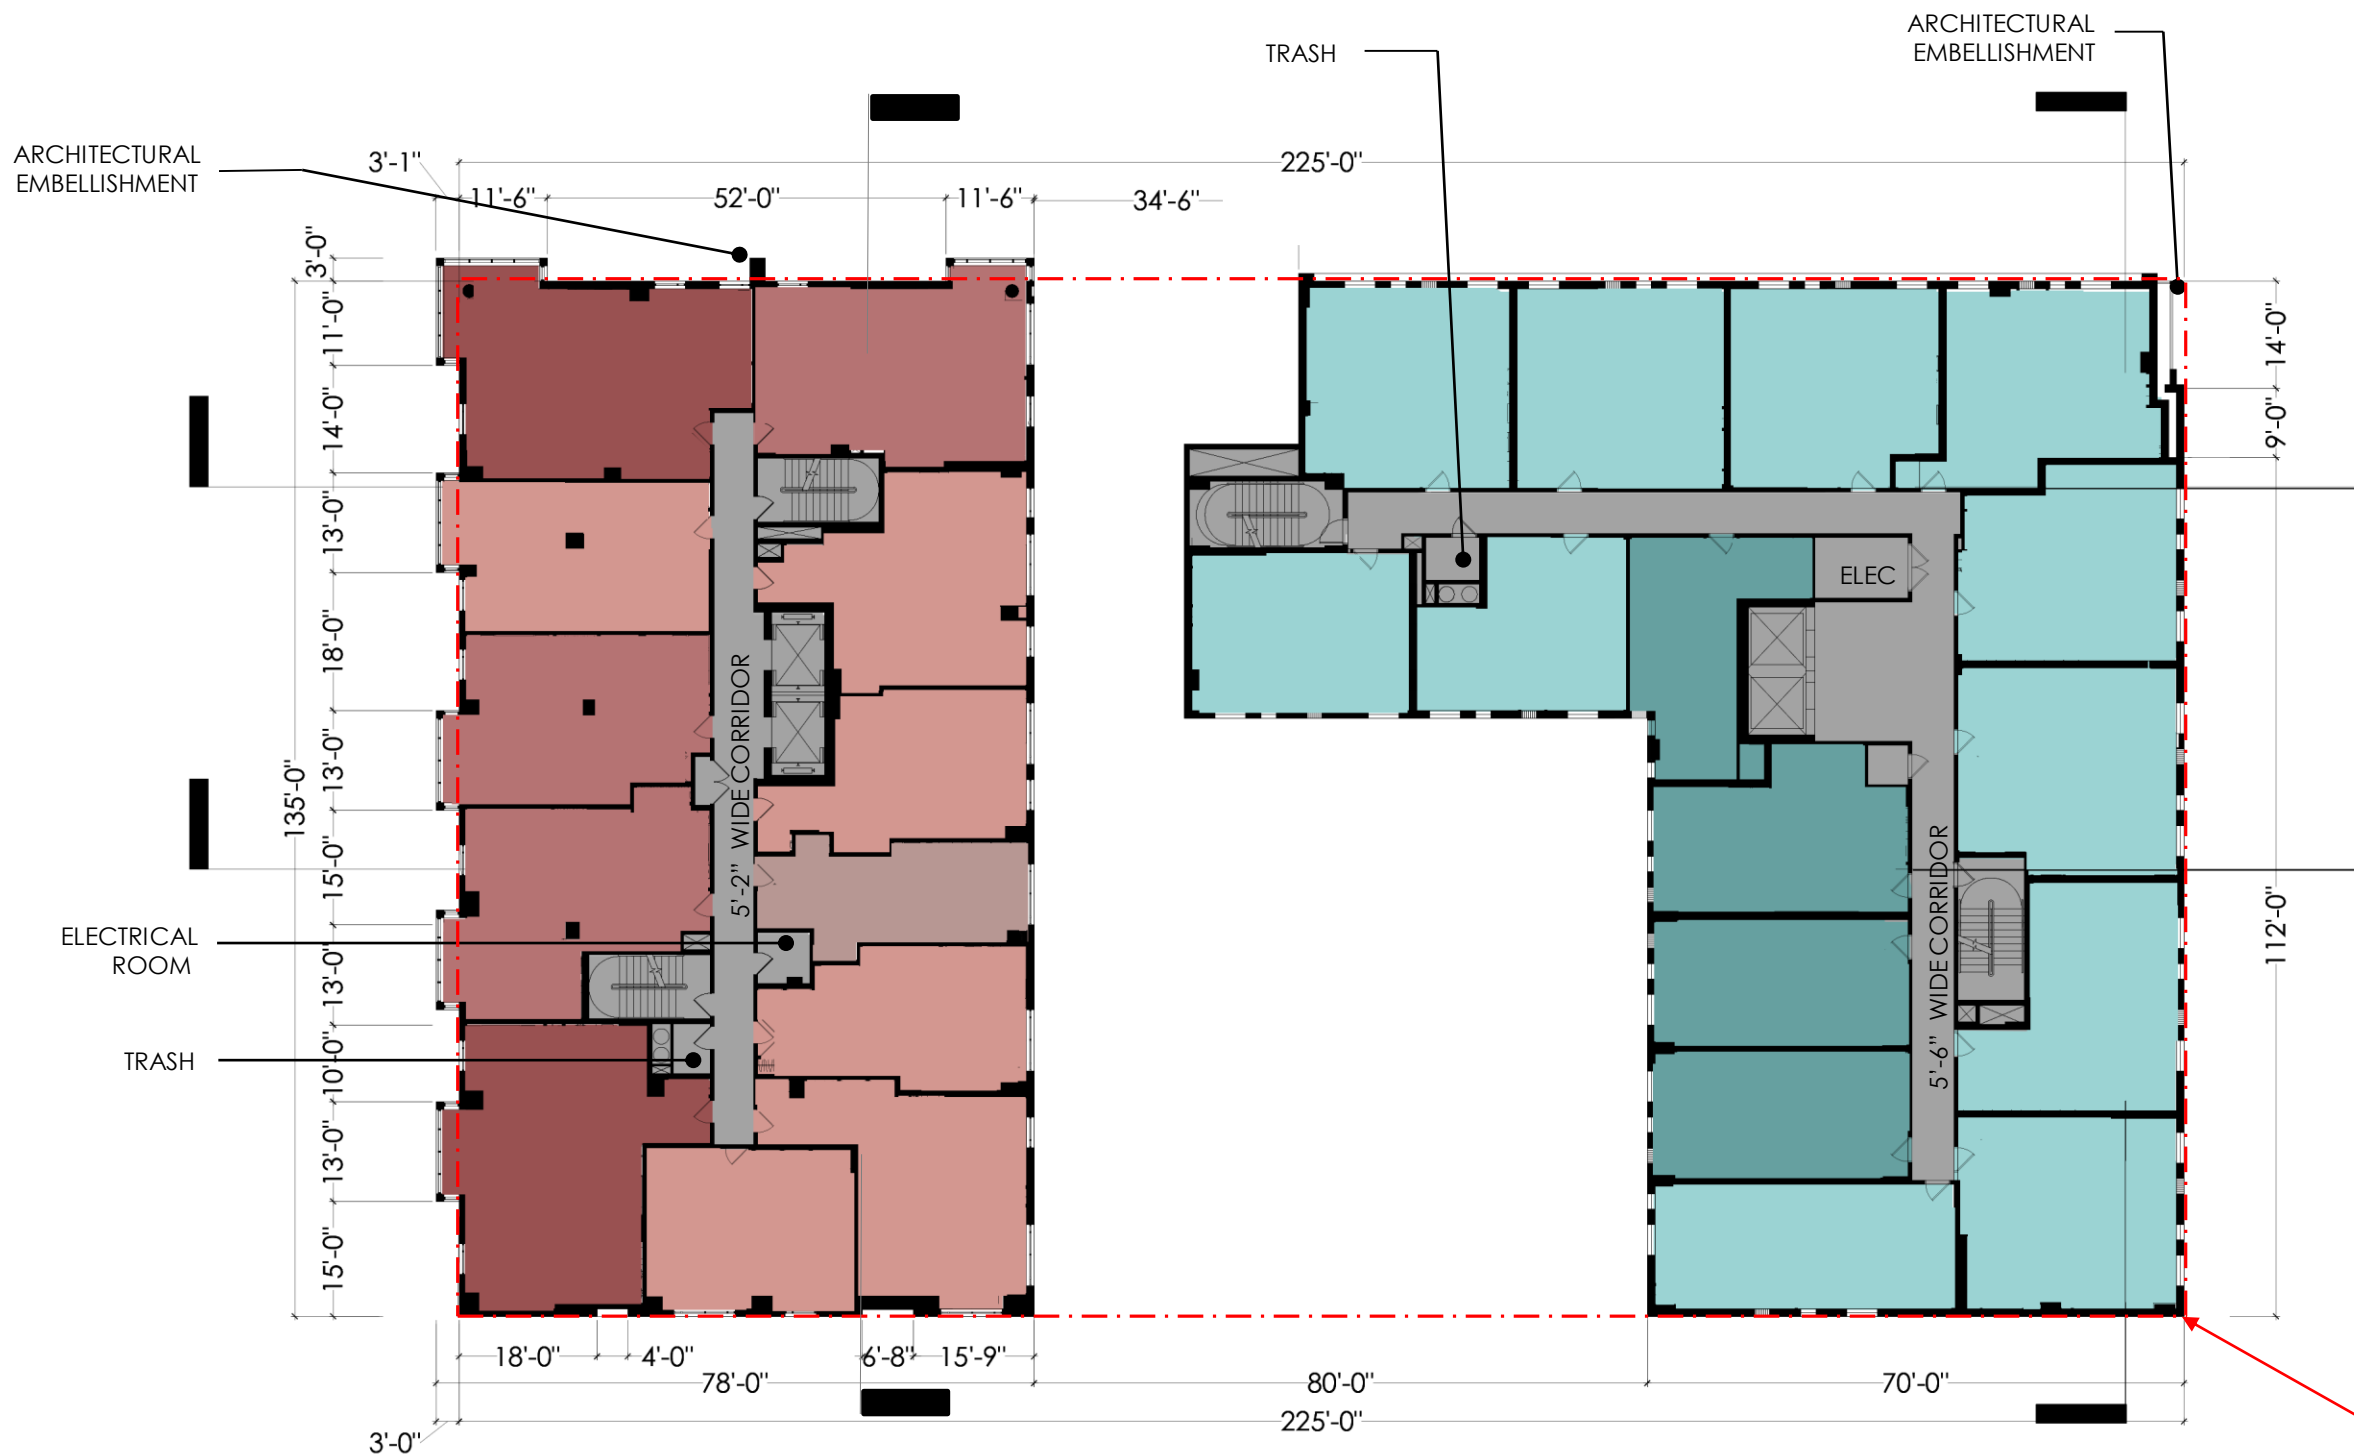 ARCHITECTURAL
EMBELLISHMENT
TRASH
ARCHITECTURAL
EMBELLISHMENT
3'-1"
225'-0"
11'-6"
52'-0"
11'-6"
34'-6"
3'-0"
11'-0"
14'-0"
13'-0"
18'-0"
13'-0"
15'-0"
13'-0"
10'-0"
13'-0"
15'-0"
135'-0"
14'-0"
9'-0"
112'-0"
ELEC
5'-2" WIDE CORRIDOR
5'-6" WIDE CORRIDOR
ELECTRICAL
ROOM
TRASH
18'-0"
4'-0"
6'-8"
15'-9"
78'-0"
80'-0"
70'-0"
225'-0"
3'-0"